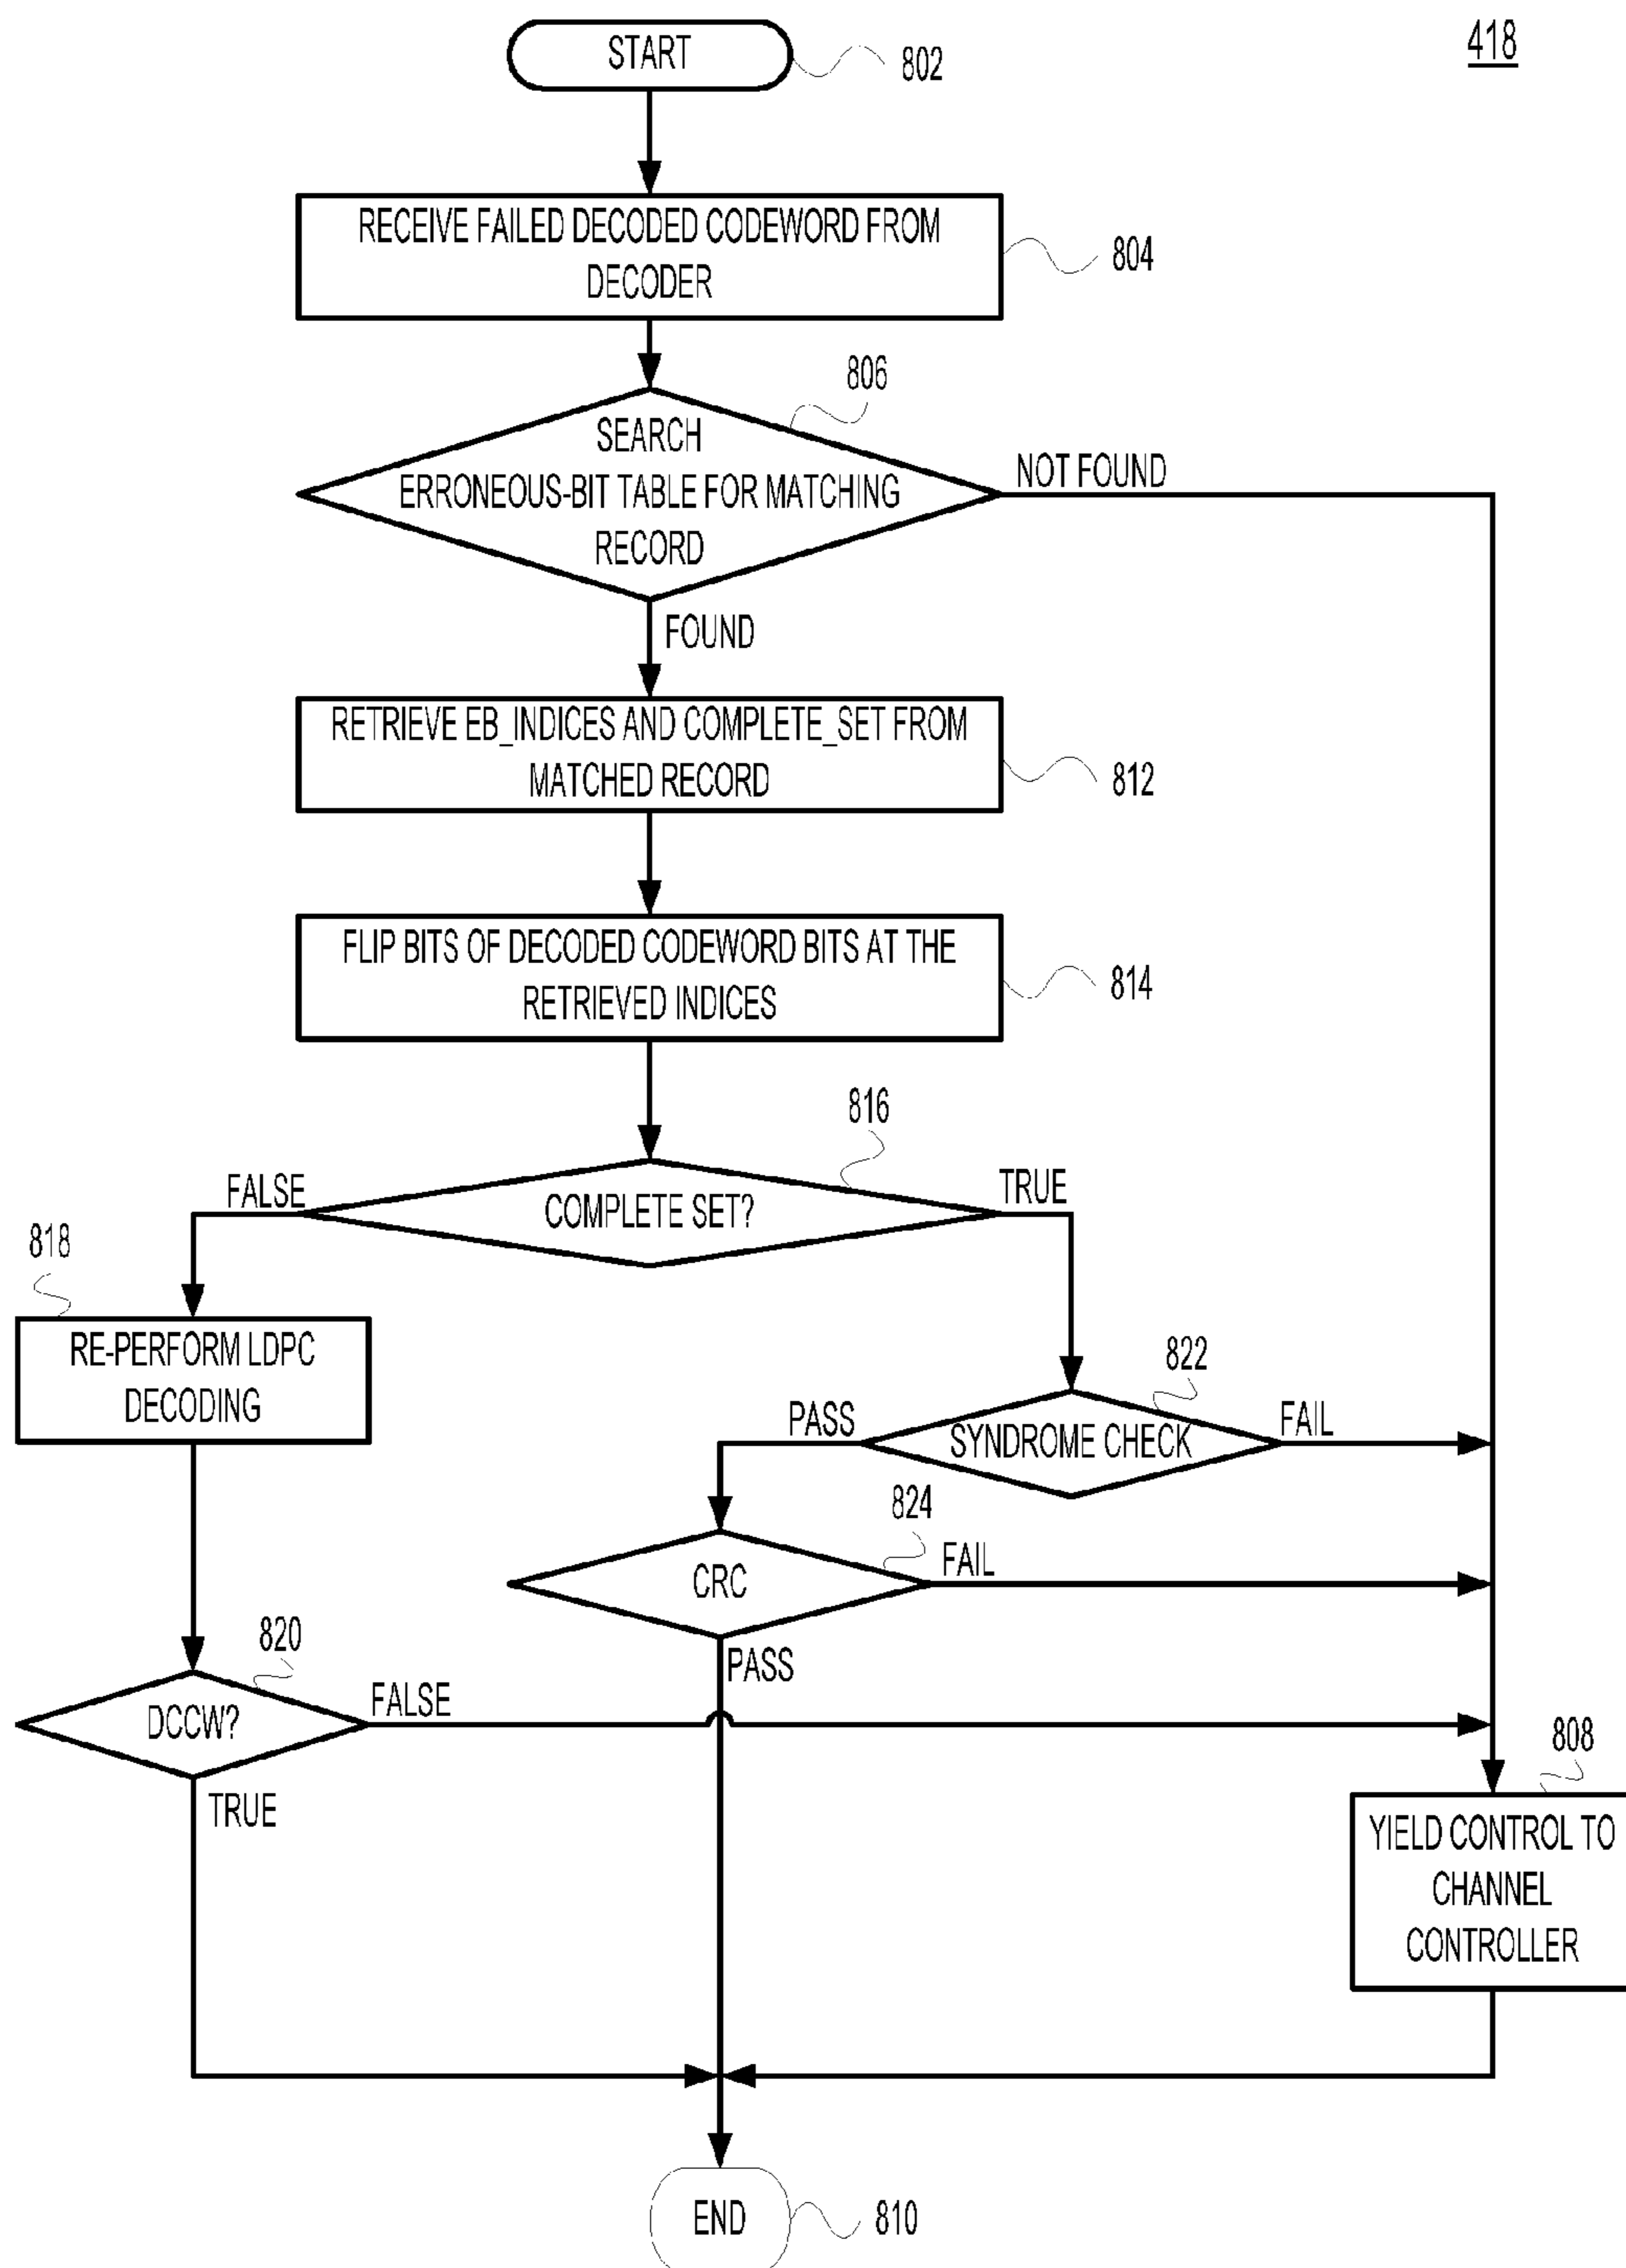 418
START
802
RECEIVE FAILED DECODED CODEWORD FROM
DECODER
804
806
SEARCH
ERRONEOUS-BIT TABLE FOR MATCHING
RECORD
NOT FOUND
FOUND
RETRIEVE EB_INDICES AND COMPLETE_SET FROM
MATCHED RECORD
812
FLIP BITS OF DECODED CODEWORD BITS AT THE
RETRIEVED INDICES
814
816
FALSE
COMPLETE SET?
TRUE
818
RE-PERFORM LDPC
DECODING
822
PASS
SYNDROME CHECK
FAIL
824
CRC
FAIL
PASS
820
DCCW?
FALSE
TRUE
808
YIELD CONTROL TO
CHANNEL
CONTROLLER
END
810